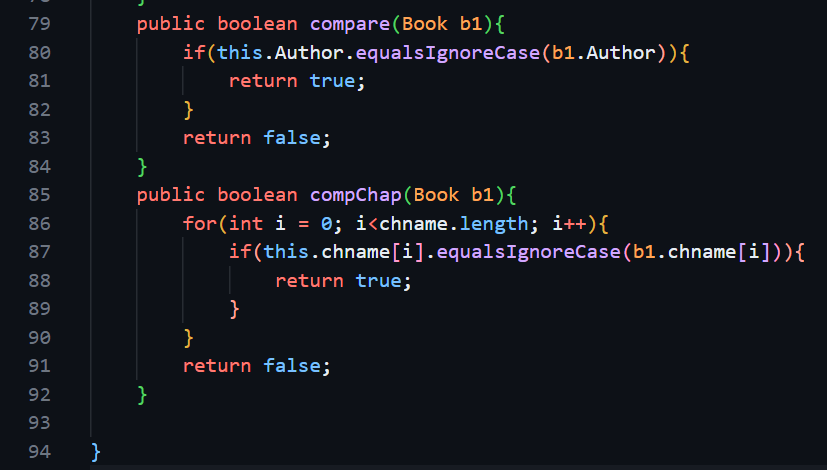 78 }
79 public boolean compare(Book b1){
80 if(this.Author.equalsIgnoreCase(b1.Author)){
81 return true;
82 }
83 return false;
84 }
85 public boolean compChap(Book b1){
86 for(int i = 0; i<chname.length; i++){
87 if(this.chname[i].equalsIgnoreCase(b1.chname[i])){
88 return true;
89 }
90 }
91 return false;
92 }
93
94 }